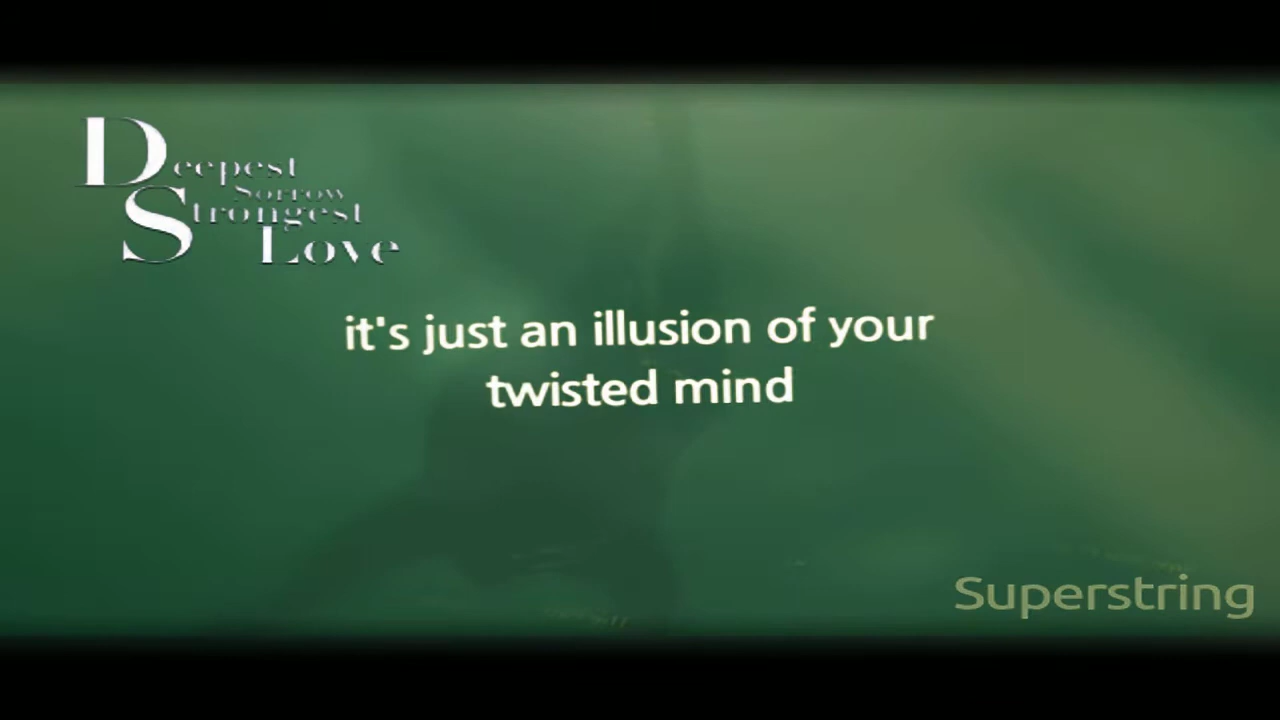 Deepest
Sorrow
Strongest
Love
it's just an illusion of your
twisted mind
Superstring